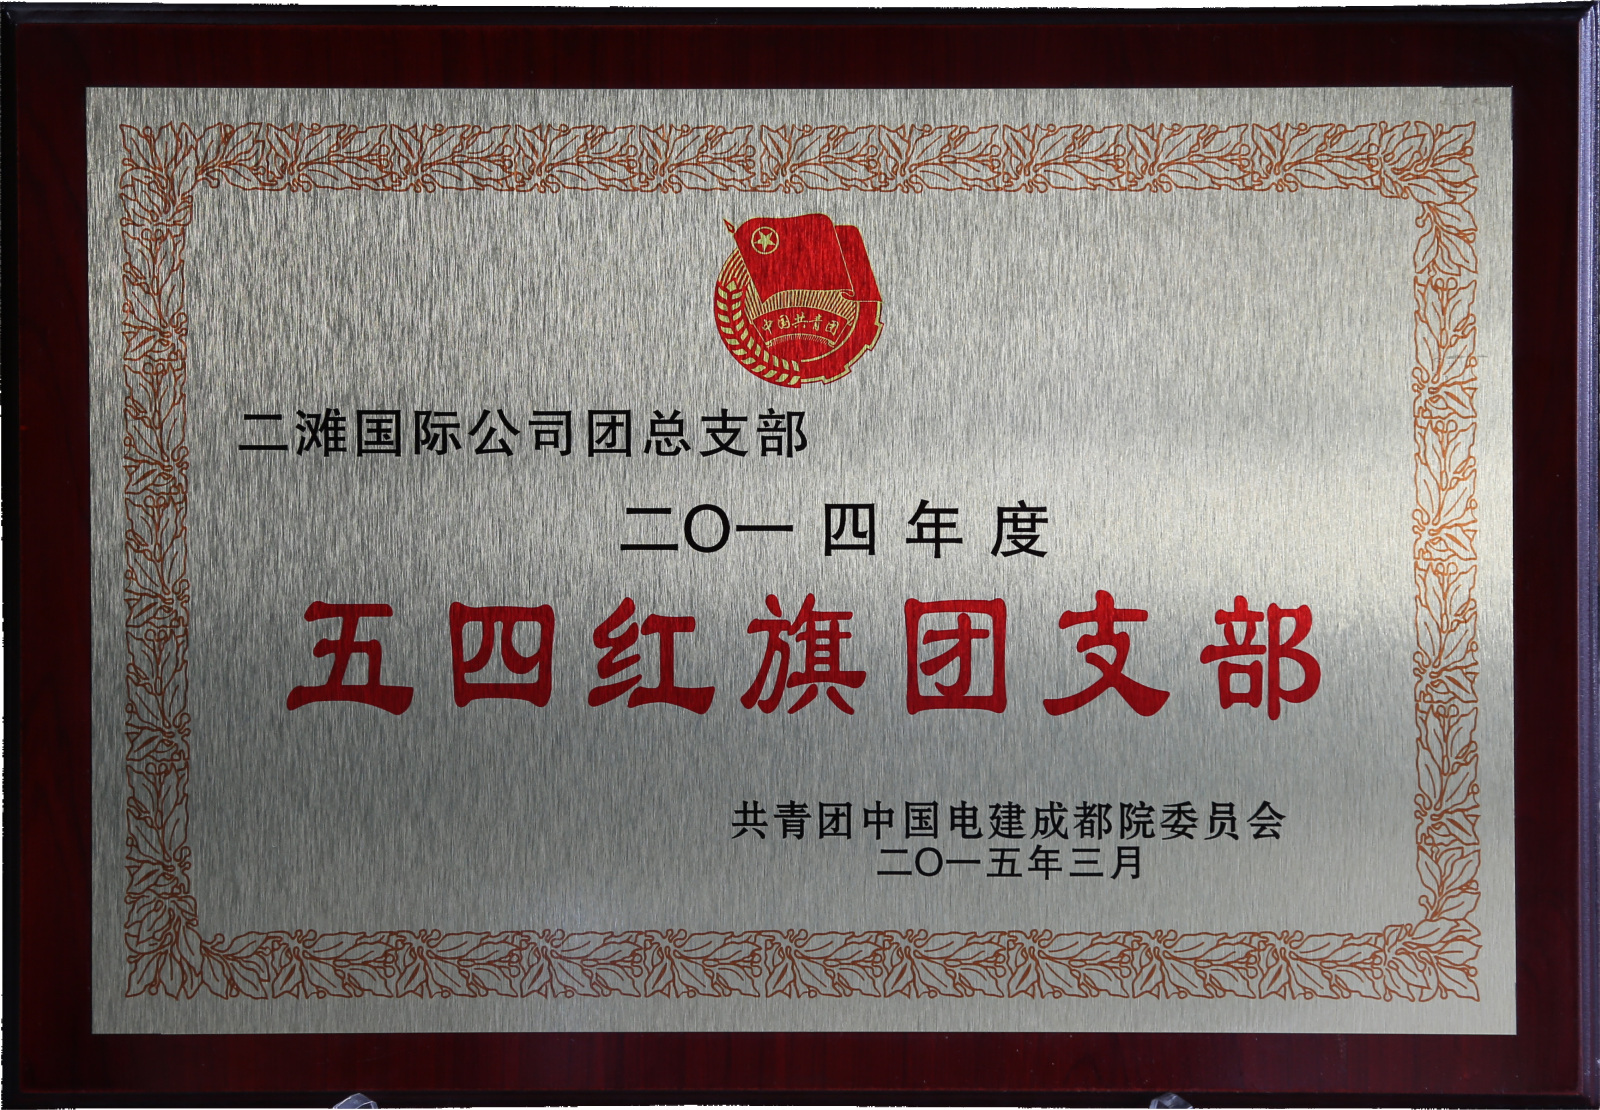 中国共青团
二滩国际公司团总支部
二〇一四年度
五四红旗团支部
共青团中国电建成都院委员会
二〇一五年三月